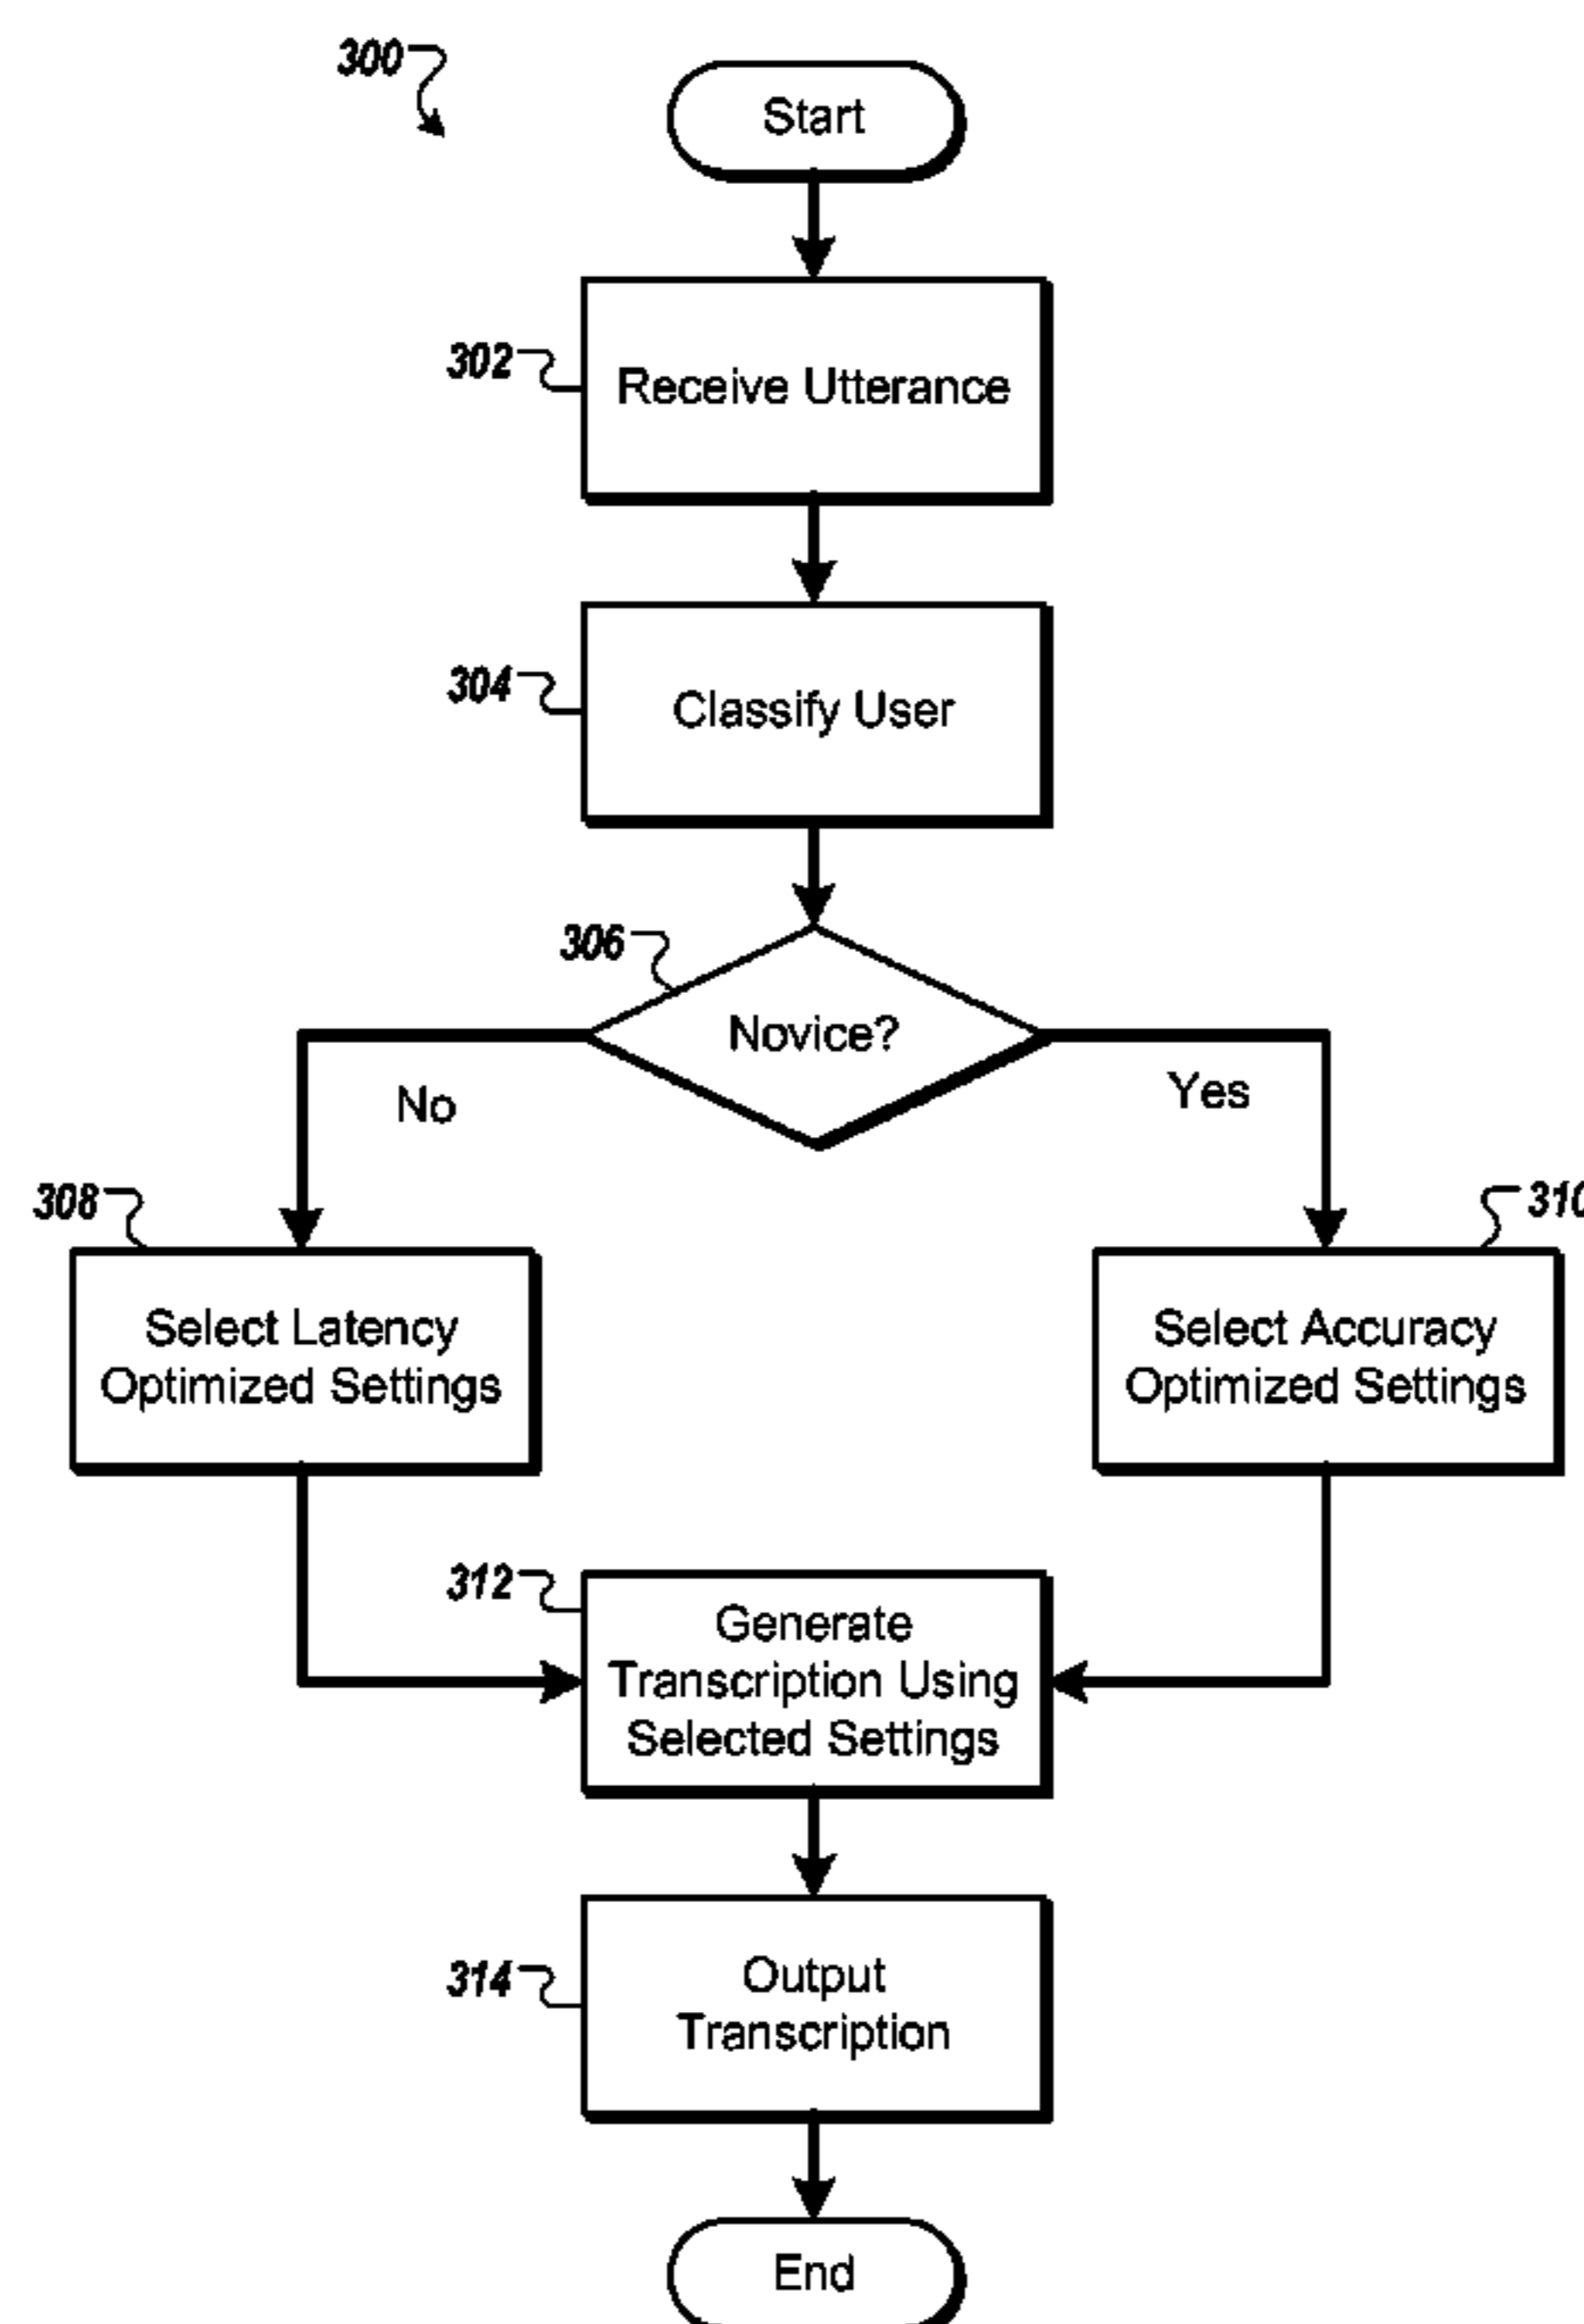 300
Start
302
Receive Utterance
304
Classify User
306
Novice?
No
Yes
308
Select Latency
Optimized Settings
310
Select Accuracy
Optimized Settings
312
Generate
Transcription Using
Selected Settings
314
Output
Transcription
End